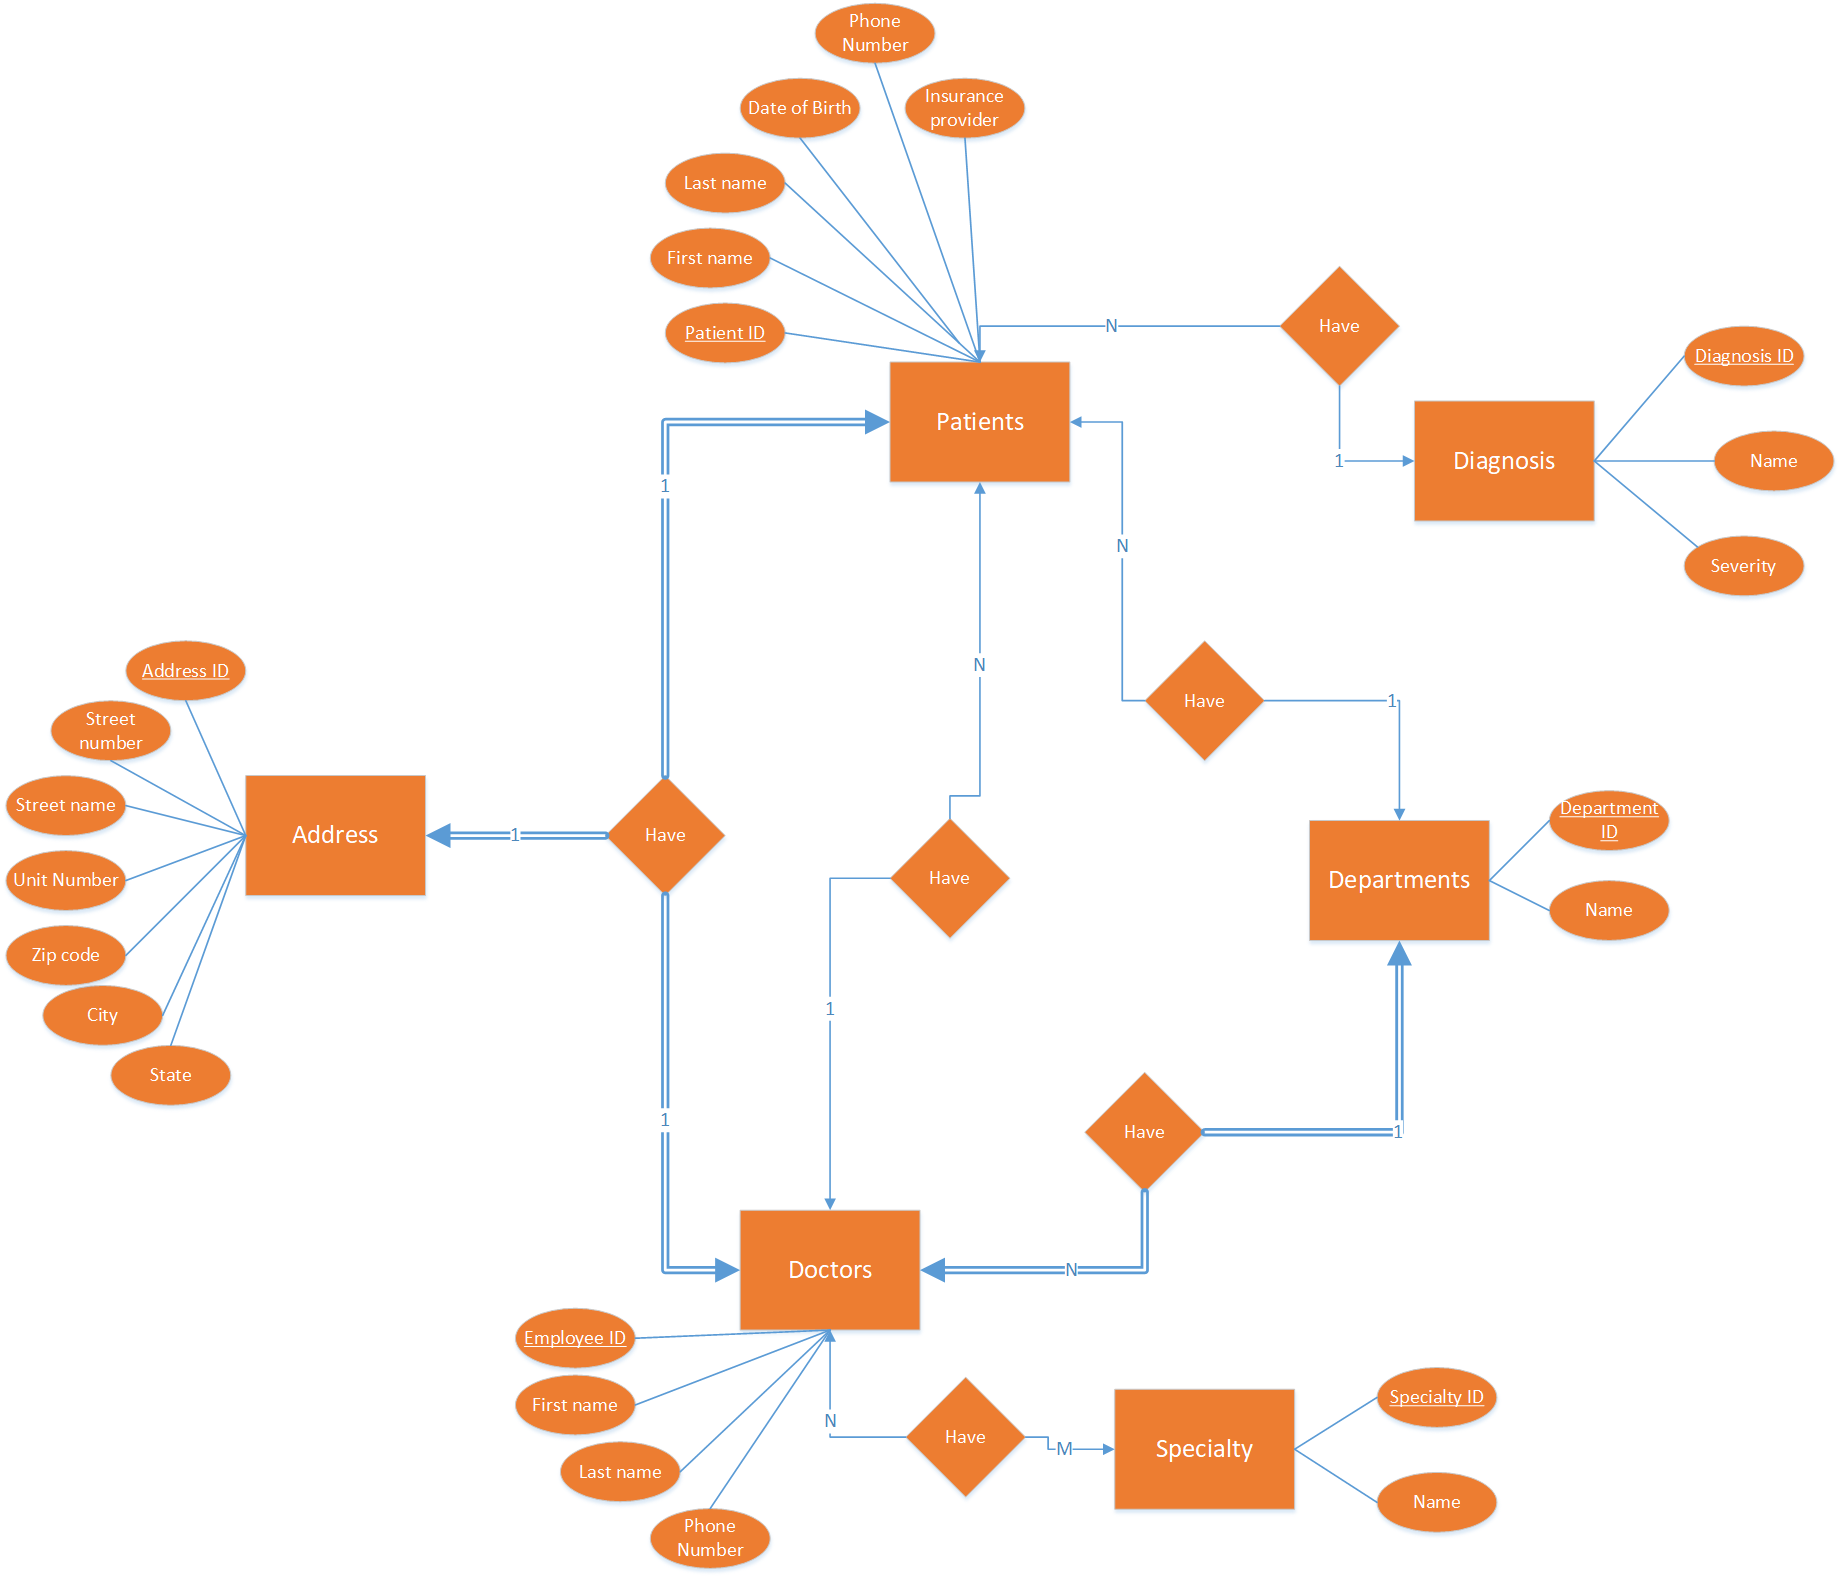 Phone
Number
Date of Birth
Insurance
provider
Last name
First name
Patient ID
N
Have
Diagnosis ID
Patients
1
Diagnosis
Name
1
N
Severity
N
Address ID
Street
number
Have
1
Street name
Address
1
Have
Have
Department
ID
Unit Number
Departments
Name
Zip code
City
1
State
1
Have
1
Doctors
N
Employee ID
First name
N
Have
M
Specialty
Specialty ID
Last name
Name
Phone
Number